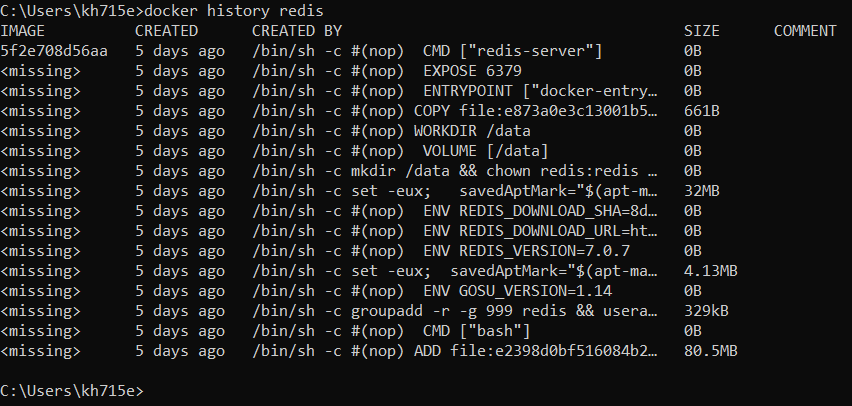 C:\Users\kh715e>docker history redis
IMAGE          CREATED      CREATED BY                                      SIZE      COMMENT
5f2e708d56aa   5 days ago   /bin/sh -c #(nop)  CMD ["redis-server"]         0B
<missing>      5 days ago   /bin/sh -c #(nop)  EXPOSE 6379                  0B
<missing>      5 days ago   /bin/sh -c #(nop)  ENTRYPOINT ["docker-entry…   0B
<missing>      5 days ago   /bin/sh -c #(nop) COPY file:e873a0e3c13001b5…   661B
<missing>      5 days ago   /bin/sh -c #(nop) WORKDIR /data                 0B
<missing>      5 days ago   /bin/sh -c #(nop)  VOLUME [/data]               0B
<missing>      5 days ago   /bin/sh -c mkdir /data && chown redis:redis …   0B
<missing>      5 days ago   /bin/sh -c set -eux;   savedAptMark="$(apt-m…   32MB
<missing>      5 days ago   /bin/sh -c #(nop)  ENV REDIS_DOWNLOAD_SHA=8d…   0B
<missing>      5 days ago   /bin/sh -c #(nop)  ENV REDIS_DOWNLOAD_URL=ht…   0B
<missing>      5 days ago   /bin/sh -c #(nop)  ENV REDIS_VERSION=7.0.7      0B
<missing>      5 days ago   /bin/sh -c set -eux;  savedAptMark="$(apt-ma…   4.13MB
<missing>      5 days ago   /bin/sh -c #(nop)  ENV GOSU_VERSION=1.14        0B
<missing>      5 days ago   /bin/sh -c groupadd -r -g 999 redis && usera…   329kB
<missing>      5 days ago   /bin/sh -c #(nop)  CMD ["bash"]                 0B
<missing>      5 days ago   /bin/sh -c #(nop) ADD file:e2398d0bf516084b2…   80.5MB
C:\Users\kh715e>